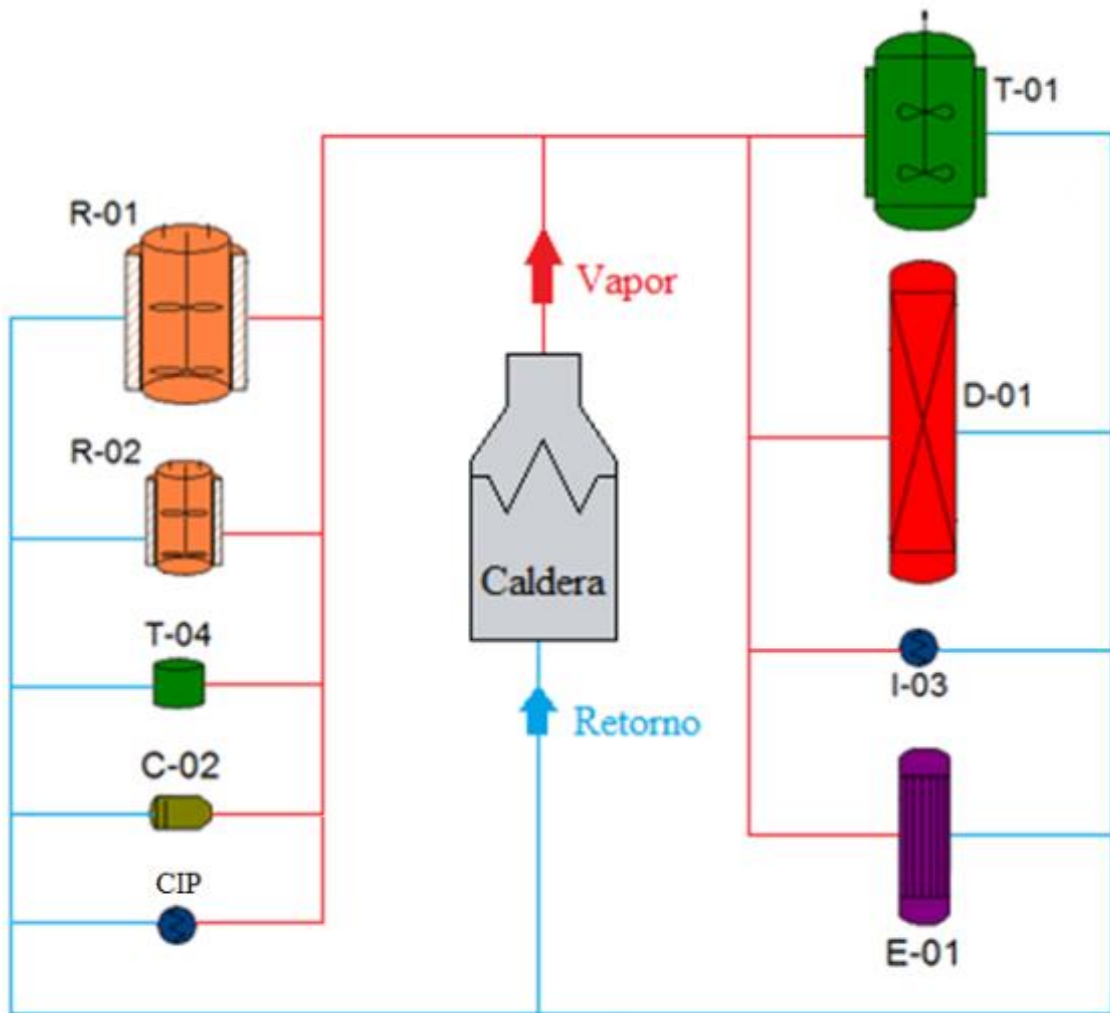 T-01
R-01
Vapor
D-01
R-02
Caldera
T-04
I-03
Retorno
C-02
CIP
E-01